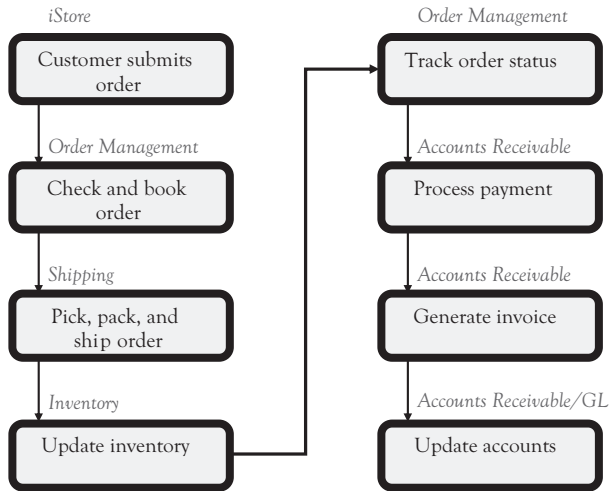 iStore
Customer submits
order
Order Management
Check and book
order
Shipping
Pick, pack, and
ship order
Inventory
Update inventory
Order Management
Track order status
Accounts Receivable
Process payment
Accounts Receivable
Generate invoice
Accounts Receivable/GL
Update accounts